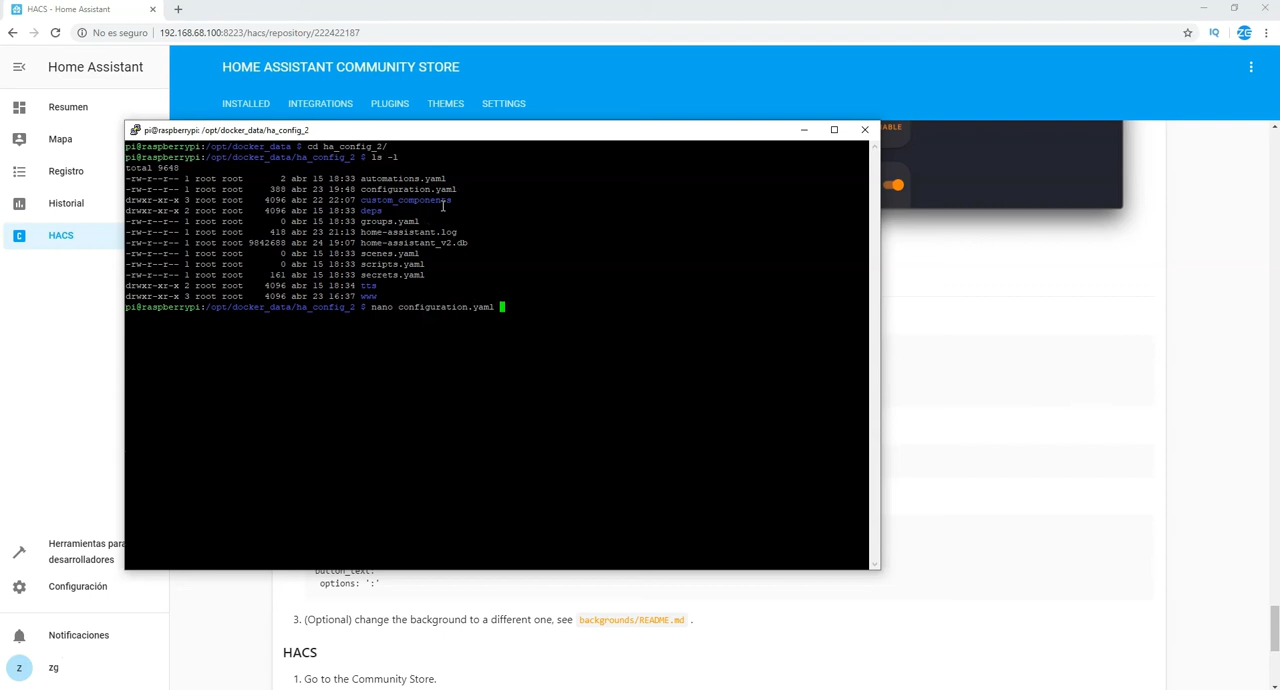 HACS - Home Assistant
No es seguro
192.168.68.100:8223/hacs/repository/222422187
IQ
ZG
Home Assistant
HOME ASSISTANT COMMUNITY STORE
INSTALLED
INTEGRATIONS
PLUGINS
THEMES
SETTINGS
Resumen
Mapa
Registro
Historial
HACS
Herramientas para
desarrolladores
Configuración
Notificaciones
z
zg
ABLE
pi@raspberrypi: /opt/docker_data/ha_config_2
pi@raspberrypi:/opt/docker_data $ cd ha_config_2/
pi@raspberrypi:/opt/docker_data/ha_config_2 $ ls -l
total 9648
-rw-r--r-- 1 root root 2 abr 15 18:33 automations.yaml
-rw-r--r-- 1 root root 388 abr 23 19:48 configuration.yaml
drwxr-xr-x 3 root root 4096 abr 22 22:07 custom_components
drwxr-xr-x 2 root root 4096 abr 15 18:33 deps
-rw-r--r-- 1 root root 0 abr 15 18:33 groups.yaml
-rw-r--r-- 1 root root 418 abr 23 21:13 home-assistant.log
-rw-r--r-- 1 root root 9842688 abr 24 19:07 home-assistant_v2.db
-rw-r--r-- 1 root root 0 abr 15 18:33 scenes.yaml
-rw-r--r-- 1 root root 0 abr 15 18:33 scripts.yaml
-rw-r--r-- 1 root root 161 abr 15 18:33 secrets.yaml
drwxr-xr-x 2 root root 4096 abr 15 18:34 tts
drwxr-xr-x 3 root root 4096 abr 23 16:37 www
pi@raspberrypi:/opt/docker_data/ha_config_2 $ nano configuration.yaml
button_text:
options: ':'
3. (Optional) change the background to a different one, see backgrounds/README.md .
HACS
1. Go to the Community Store.